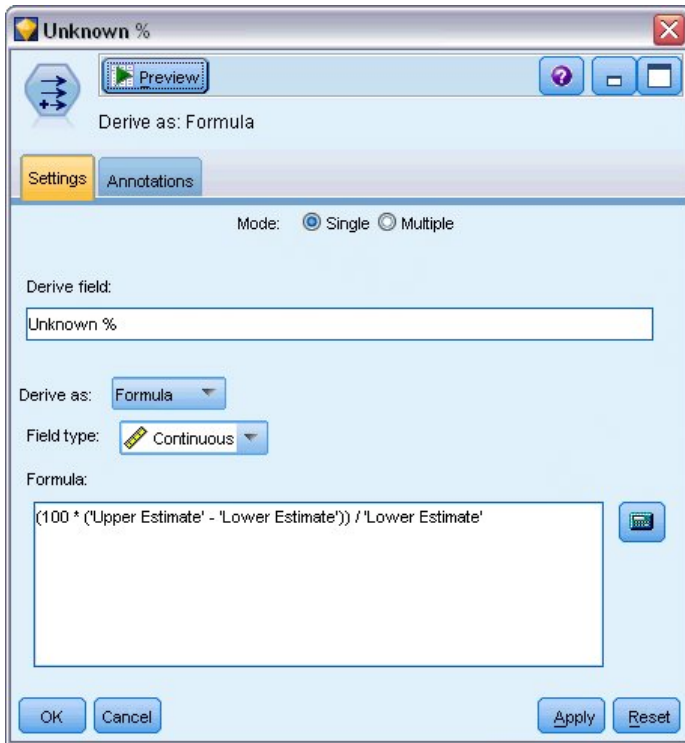 Unknown %
Preview
Derive as: Formula
Settings Annotations
Mode: Single Multiple
Derive field:
Unknown %
Derive as: Formula
Field type: Continuous
Formula:
(100 * ('Upper Estimate' - 'Lower Estimate')) / 'Lower Estimate'
OK Cancel Apply Reset